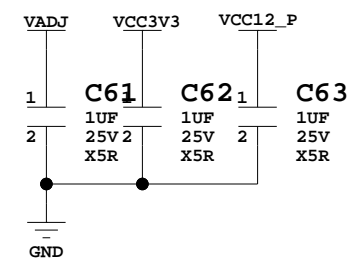 VADJ VCC3V3 VCC12_P
1 C61 1 C62 1 C63
1UF 1UF 1UF
2 25V 2 25V 2 25V
X5R X5R X5R
GND